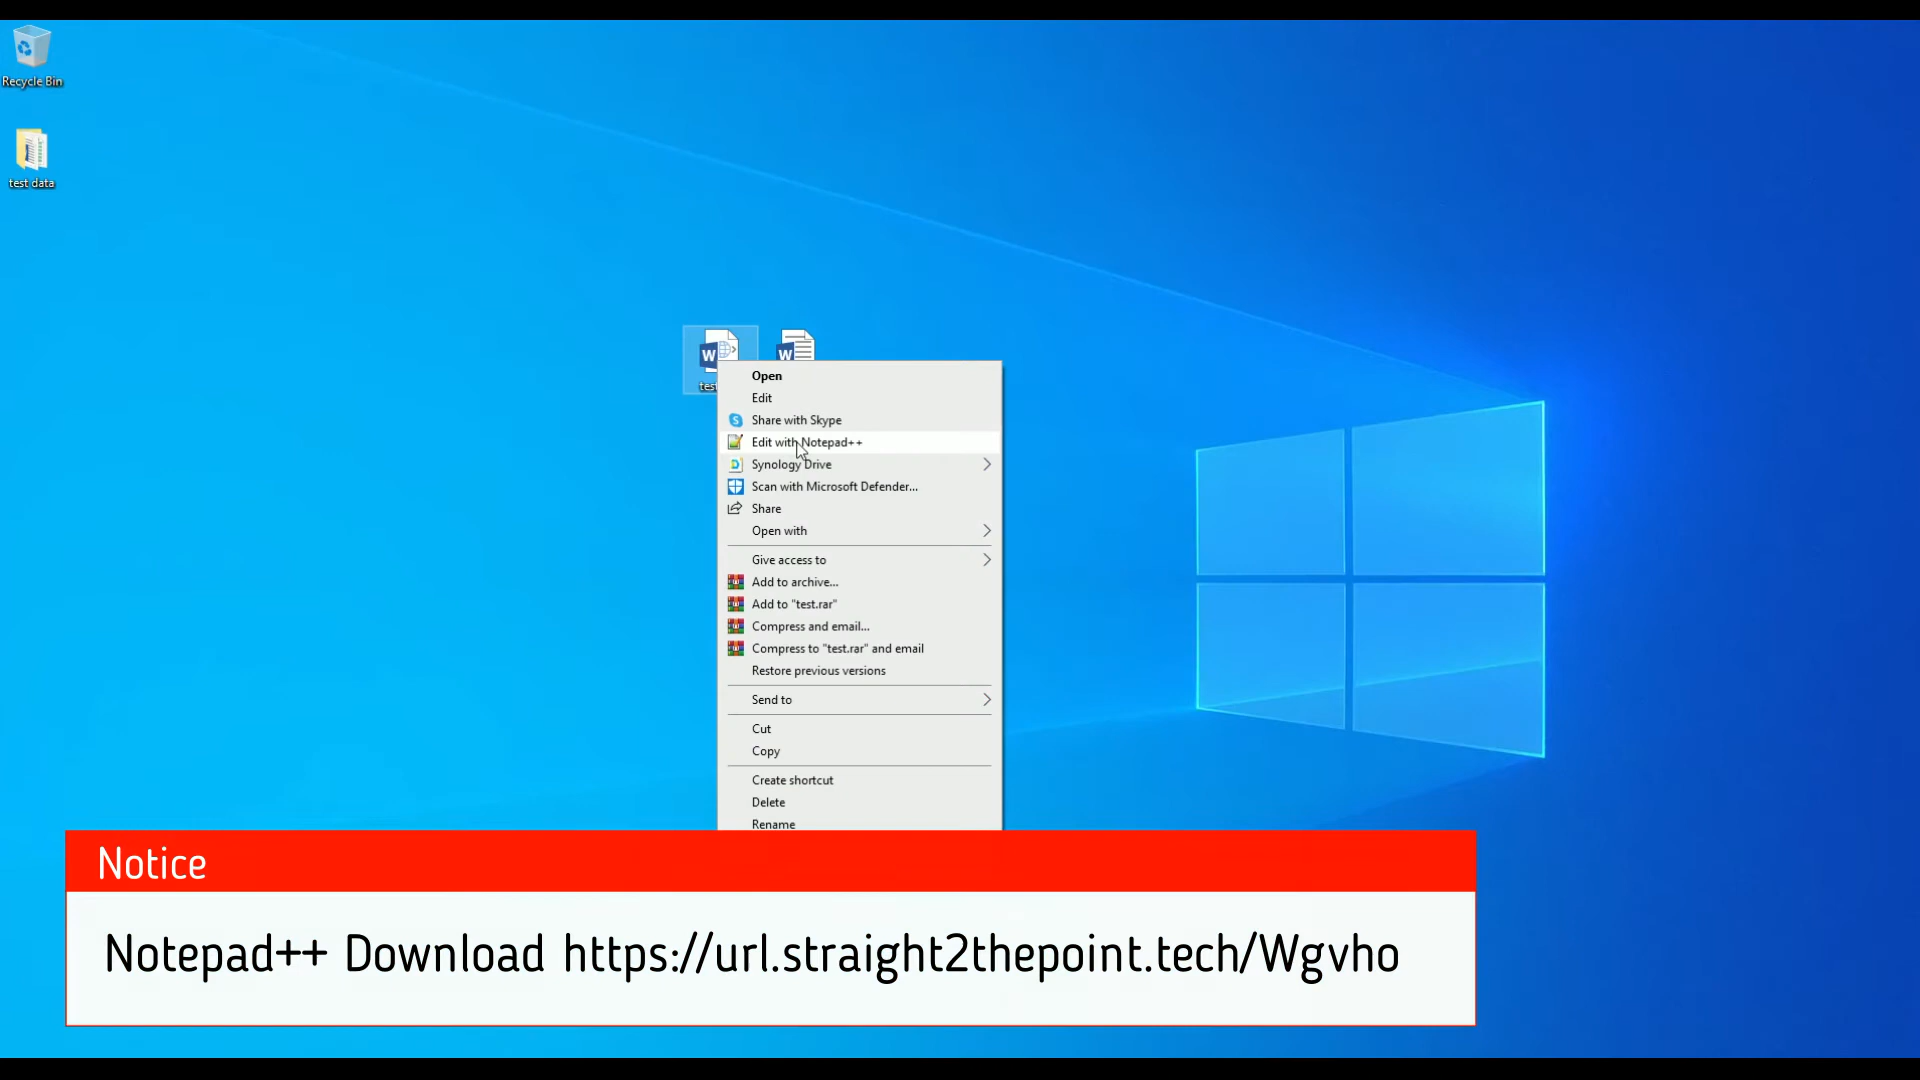 Recycle Bin
test data
Open
Edit
Share with Skype
Edit with Notepad++
Synology Drive
Scan with Microsoft Defender...
Share
Open with
Give access to
Add to archive...
Add to "test.rar"
Compress and email...
Compress to "test.rar" and email
Restore previous versions
Send to
Cut
Copy
Create shortcut
Delete
Rename
Notice
Notepad++ Download https://url.straight2thepoint.tech/Wgvho